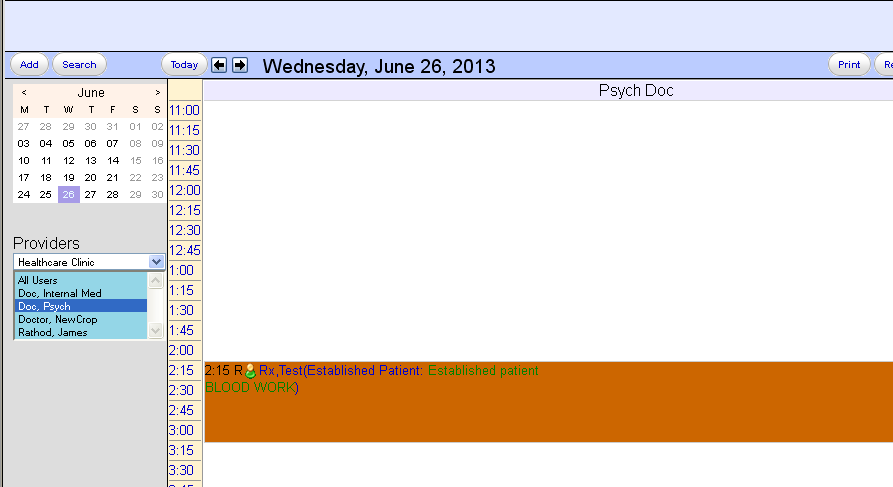 Add Search Today Wednesday, June 26, 2013 Print Re
< June >
M T W T F S S
27 28 29 30 31 01 02
03 04 05 06 07 08 09
10 11 12 13 14 15 16
17 18 19 20 21 22 23
24 25 26 27 28 29 30
Providers
Healthcare Clinic
All Users
Doc, Internal Med
Doc, Psych
Doctor, NewCrop
Rathod, James
Psych Doc
11:00
11:15
11:30
11:45
12:00
12:15
12:30
12:45
1:00
1:15
1:30
1:45
2:00
2:15
2:30
2:45
3:00
3:15
3:30
2:15 R Rx,Test(Established Patient: Established patient
BLOOD WORK)